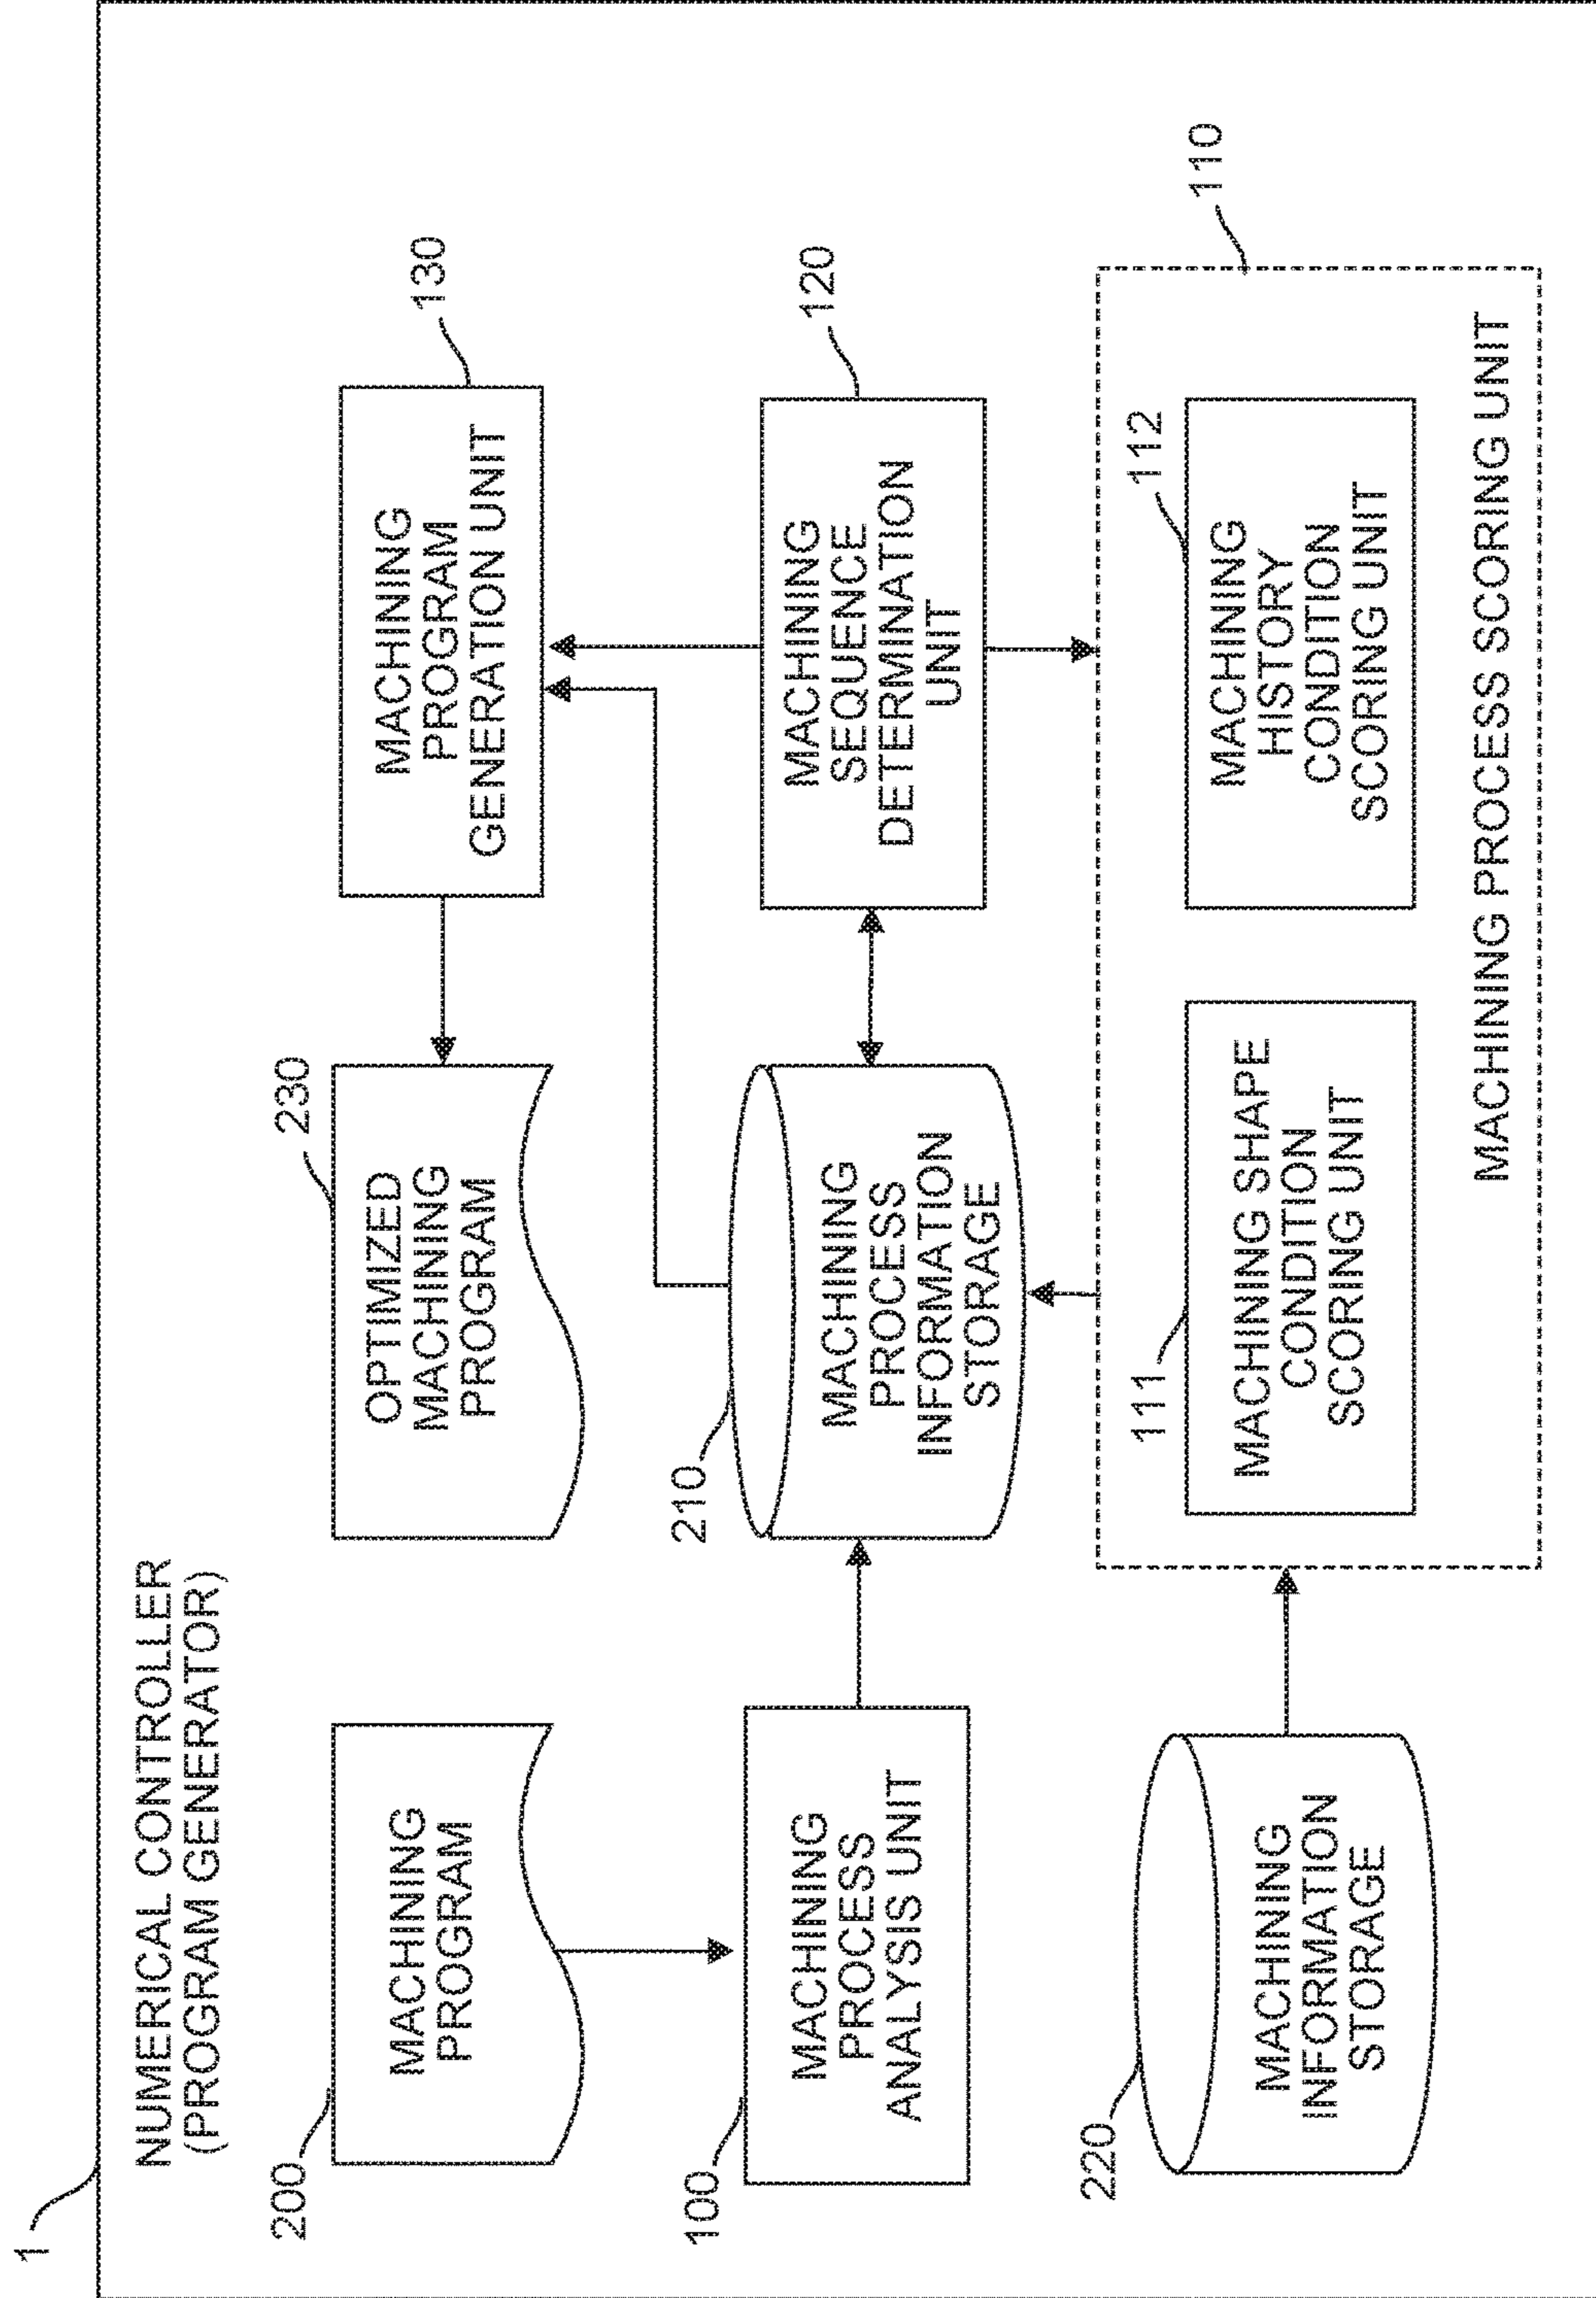 1
NUMERICAL CONTROLLER
(PROGRAM GENERATOR)
200
MACHINING
PROGRAM
230
OPTIMIZED
MACHINING
PROGRAM
130
MACHINING
PROGRAM
GENERATION UNIT
100
MACHINING
PROCESS
ANALYSIS UNIT
210
MACHINING
PROCESS
INFORMATION
STORAGE
120
MACHINING
SEQUENCE
DETERMINATION
UNIT
220
MACHINING
INFORMATION
STORAGE
110
111
MACHINING SHAPE
CONDITION
SCORING UNIT
112
MACHINING
HISTORY
CONDITION
SCORING UNIT
MACHINING PROCESS SCORING UNIT